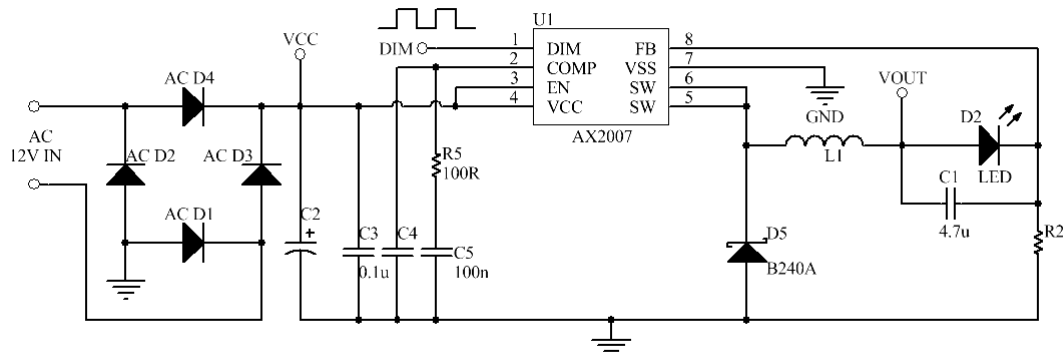 U1
VCC
DIM
1
DIM
FB
8
2
COMP
VSS
7
3
EN
SW
6
4
VCC
SW
5
AX2007
AC D4
AC
12V IN
AC D2
AC D3
AC D1
C2
+
C3
0.1u
C4
R5
100R
C5
100n
GND
L1
VOUT
D2
LED
C1
4.7u
D5
B240A
R2